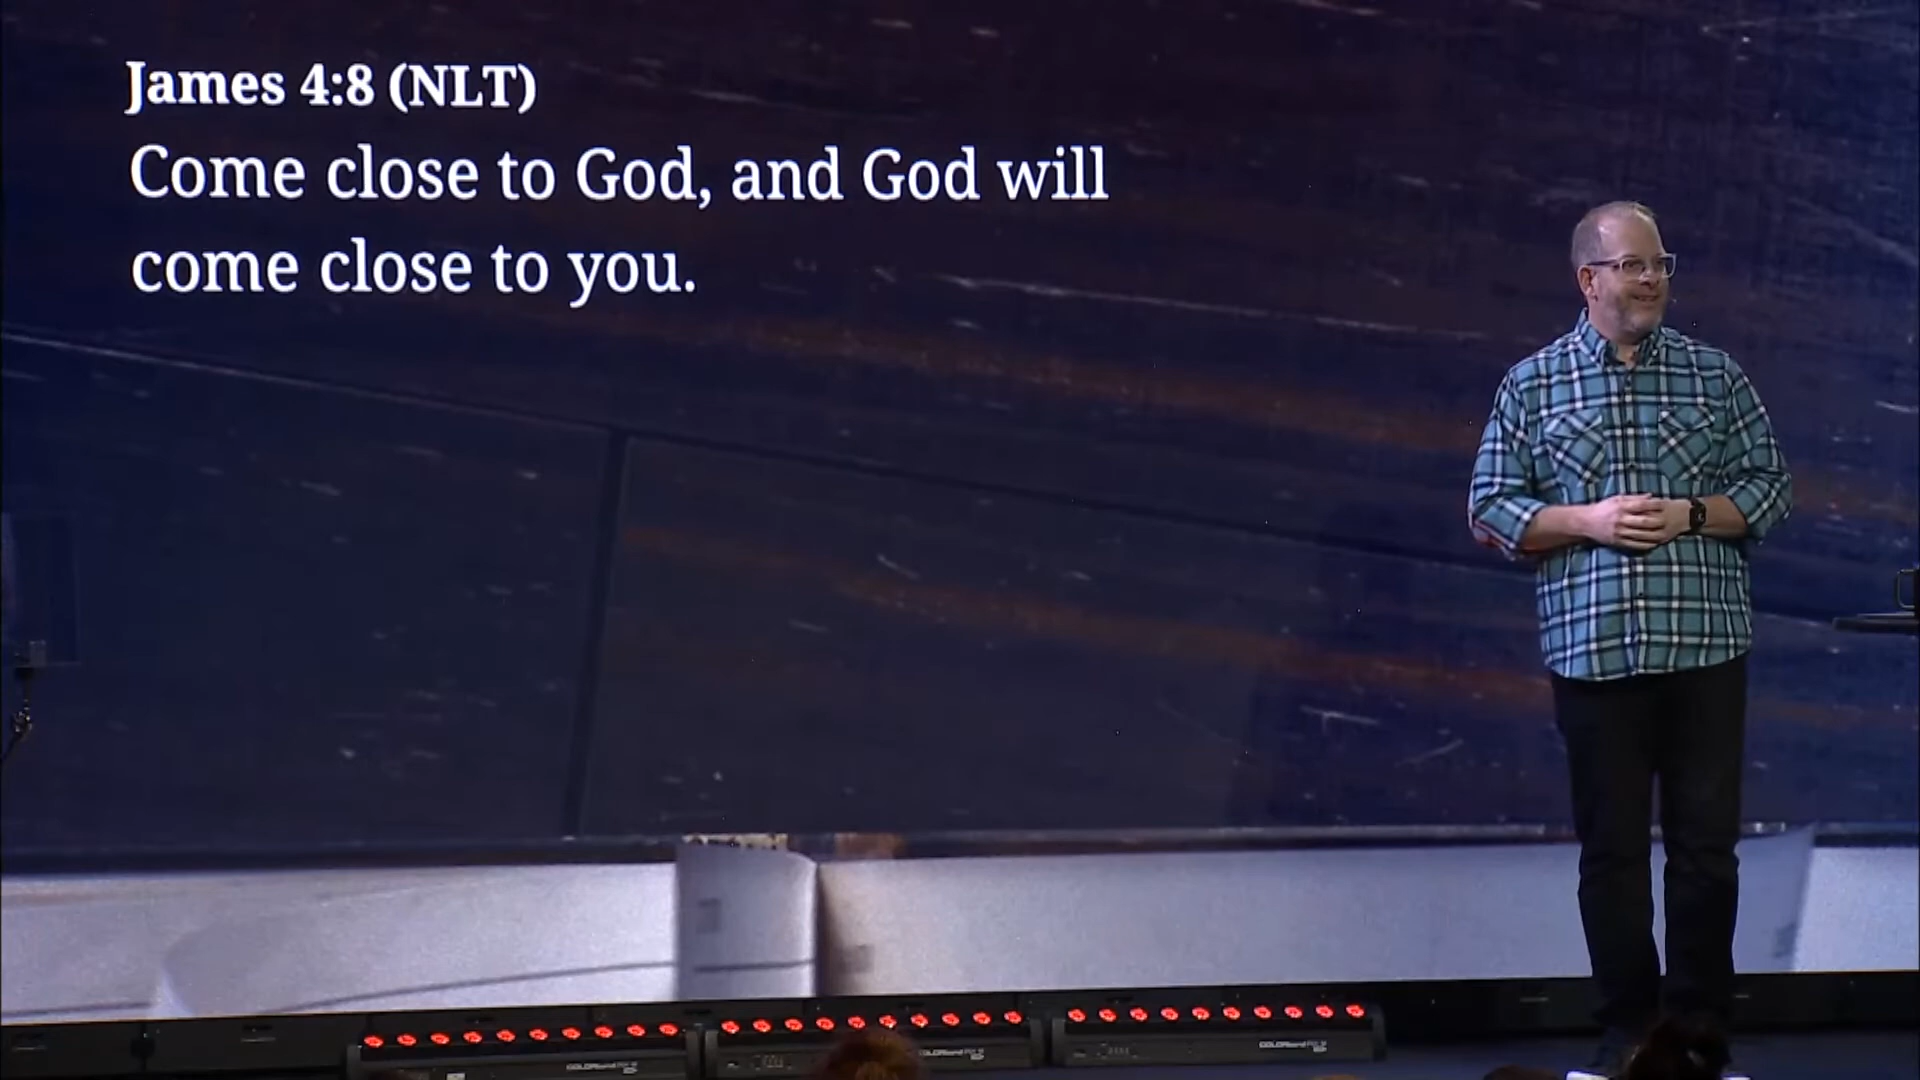 James 4:8 (NLT)
Come close to God, and God will
come close to you.